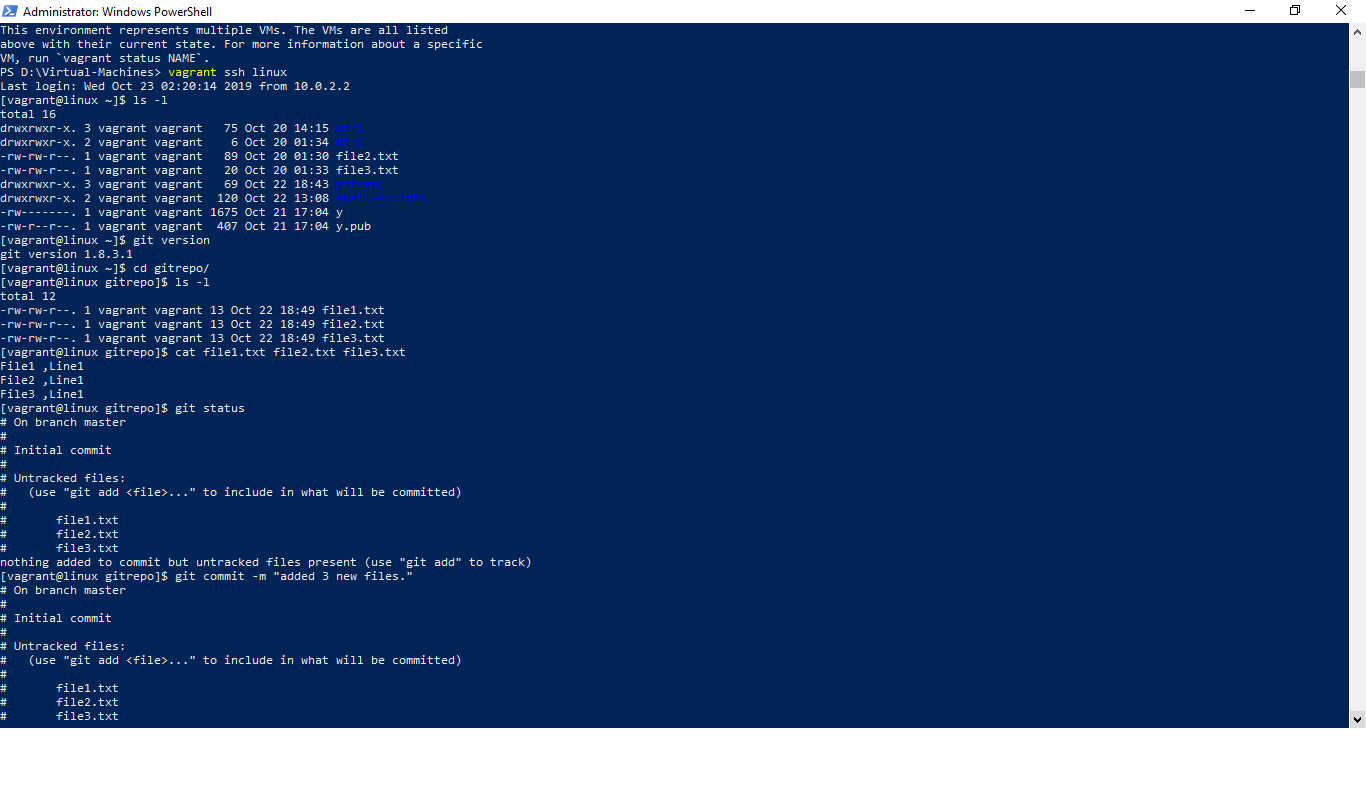 Administrator: Windows PowerShell
This environment represents multiple VMs. The VMs are all listed
above with their current state. For more information about a specific
VM, run `vagrant status NAME`.
PS D:\Virtual-Machines> vagrant ssh linux
Last login: Wed Oct 23 02:20:14 2019 from 10.0.2.2
[vagrant@linux ~]$ ls -l
total 16
drwxrwxr-x. 3 vagrant vagrant   75 Oct 20 14:15 dir1
drwxrwxr-x. 2 vagrant vagrant    6 Oct 20 01:34 dir2
-rw-rw-r--. 1 vagrant vagrant   89 Oct 20 01:30 file2.txt
-rw-rw-r--. 1 vagrant vagrant   20 Oct 20 01:33 file3.txt
drwxrwxr-x. 3 vagrant vagrant   69 Oct 22 18:43 gitrepo
drwxrwxr-x. 2 vagrant vagrant  120 Oct 22 13:08 shell-scripts
-rw-------. 1 vagrant vagrant 1675 Oct 21 17:04 y
-rw-r--r--. 1 vagrant vagrant  407 Oct 21 17:04 y.pub
[vagrant@linux ~]$ git version
git version 1.8.3.1
[vagrant@linux ~]$ cd gitrepo/
[vagrant@linux gitrepo]$ ls -l
total 12
-rw-rw-r--. 1 vagrant vagrant 13 Oct 22 18:49 file1.txt
-rw-rw-r--. 1 vagrant vagrant 13 Oct 22 18:49 file2.txt
-rw-rw-r--. 1 vagrant vagrant 13 Oct 22 18:49 file3.txt
[vagrant@linux gitrepo]$ cat file1.txt file2.txt file3.txt
File1 ,Line1
File2 ,Line1
File3 ,Line1
[vagrant@linux gitrepo]$ git status
# On branch master
#
# Initial commit
#
# Untracked files:
#   (use "git add <file>..." to include in what will be committed)
#
#       file1.txt
#       file2.txt
#       file3.txt
nothing added to commit but untracked files present (use "git add" to track)
[vagrant@linux gitrepo]$ git commit -m "added 3 new files."
# On branch master
#
# Initial commit
#
# Untracked files:
#   (use "git add <file>..." to include in what will be committed)
#
#       file1.txt
#       file2.txt
#       file3.txt